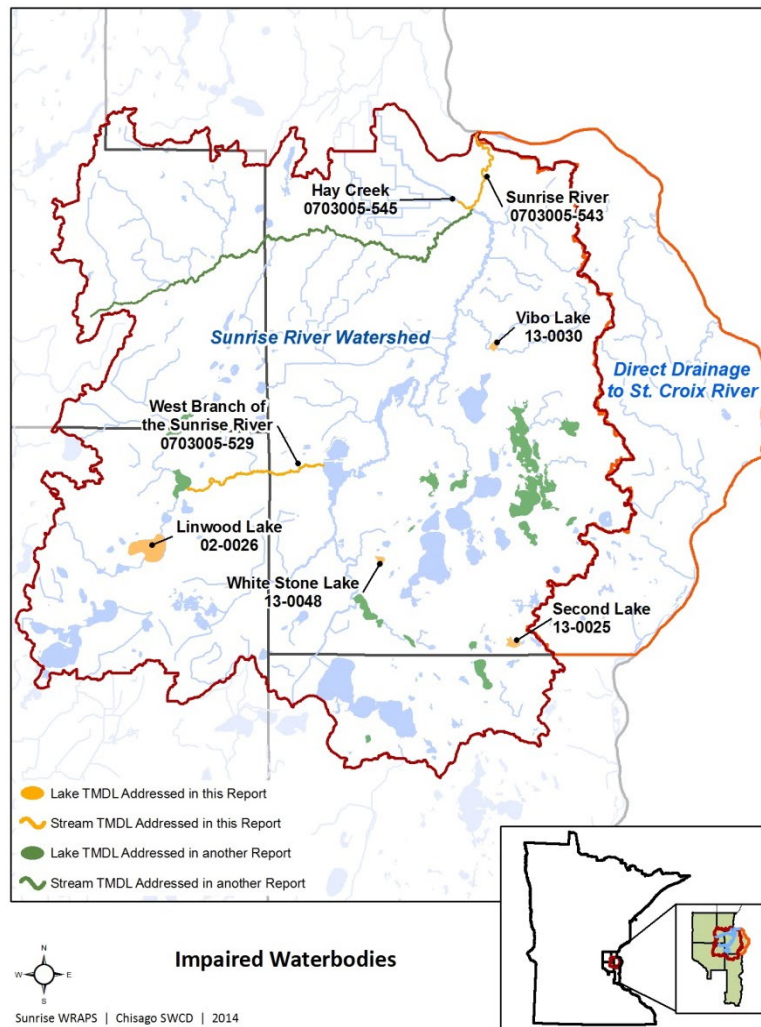 Hay Creek
0703005-545
Sunrise River
0703005-543
Vibo Lake
13-0030
Sunrise River Watershed
Direct Drainage
to St. Croix River
West Branch of
the Sunrise River
0703005-529
Linwood Lake
02-0026
White Stone Lake
13-0048
Second Lake
13-0025
Lake TMDL Addressed in this Report
Stream TMDL Addressed in this Report
Lake TMDL Addressed in another Report
Stream TMDL Addressed in another Report
N
W E
S
Impaired Waterbodies
Sunrise WRAPS | Chisago SWCD | 2014